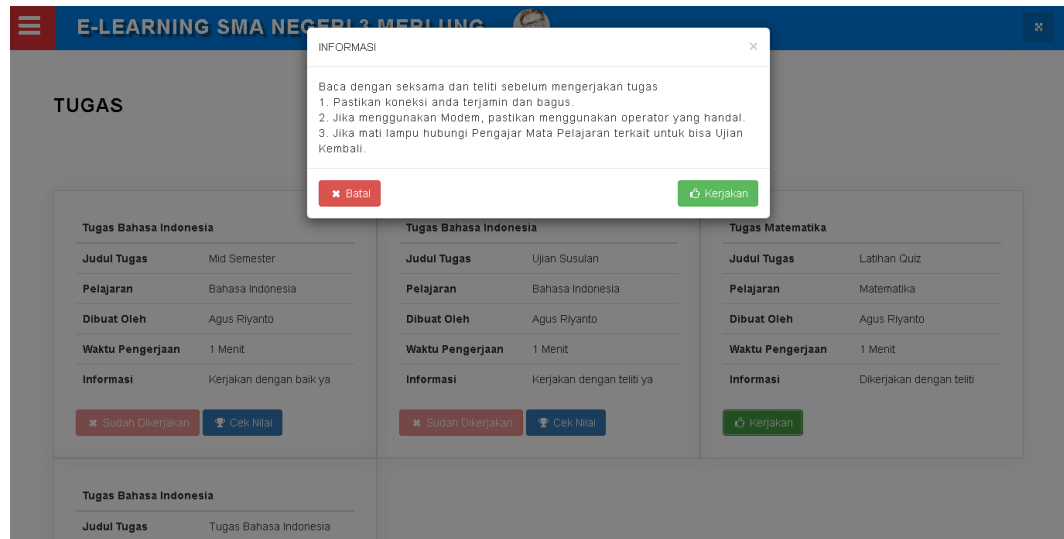 E-LEARNING SMA NEGERI 3 MERLUNG
INFORMASI
Baca dengan seksama dan teliti sebelum mengerjakan tugas
1. Pastikan koneksi anda terjamin dan bagus.
2. Jika menggunakan Modem, pastikan menggunakan operator yang handal.
3. Jika mati lampu hubungi Pengajar Mata Pelajaran terkait untuk bisa Ujian
Kembali.
Batal
Kerjakan
TUGAS
Tugas Bahasa Indonesia
Judul Tugas Mid Semester
Pelajaran Bahasa Indonesia
Dibuat Oleh Agus Riyanto
Waktu Pengerjaan 1 Menit
Informasi Kerjakan dengan baik ya
Sudah Dikerjakan Cek Nilai
Tugas Bahasa Indonesia
Judul Tugas Ujian Susulan
Pelajaran Bahasa Indonesia
Dibuat Oleh Agus Riyanto
Waktu Pengerjaan 1 Menit
Informasi Kerjakan dengan teliti ya
Sudah Dikerjakan Cek Nilai
Tugas Matematika
Judul Tugas Latihan Quiz
Pelajaran Matematika
Dibuat Oleh Agus Riyanto
Waktu Pengerjaan 1 Menit
Informasi Dikerjakan dengan teliti
Kerjakan
Tugas Bahasa Indonesia
Judul Tugas Tugas Bahasa Indonesia